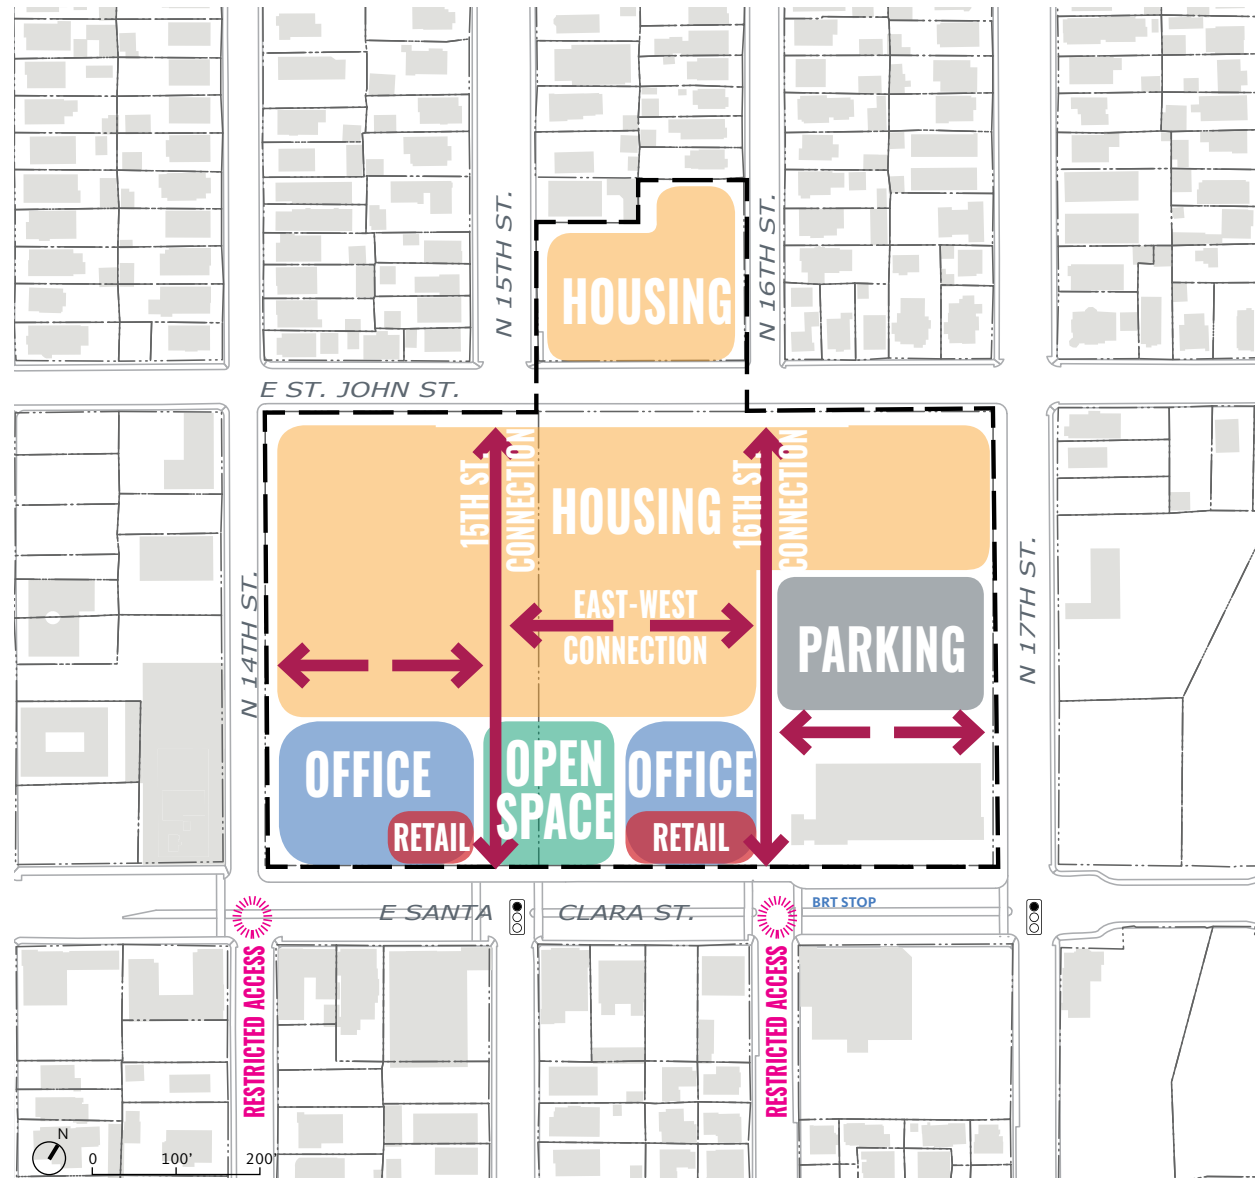 N 15TH ST.
N 16TH ST.
HOUSING
E ST. JOHN ST.
15TH ST.
CONNECTION
HOUSING
16TH ST.
CONNECTION
N 14TH ST.
N 17TH ST.
EAST-WEST
CONNECTION
PARKING
OFFICE
OPEN
SPACE
OFFICE
RETAIL
RETAIL
E SANTA CLARA ST.
BRT STOP
RESTRICTED ACCESS
RESTRICTED ACCESS
N
0 100' 200'